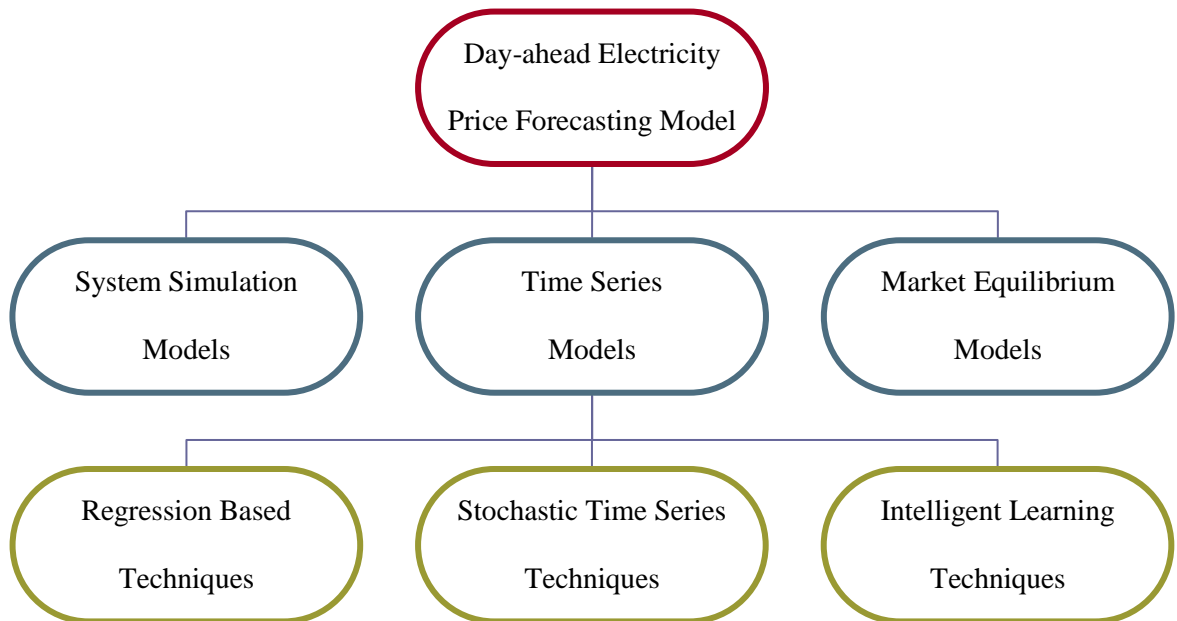 Day-ahead Electricity
Price Forecasting Model
System Simulation
Models
Time Series
Models
Market Equilibrium
Models
Regression Based
Techniques
Stochastic Time Series
Techniques
Intelligent Learning
Techniques